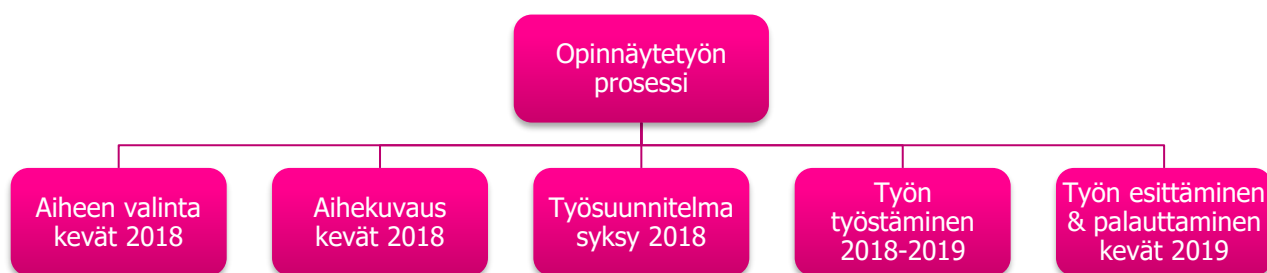 Opinnäytetyön
prosessi
Aiheen valinta
kevät 2018
Aihekuvaus
kevät 2018
Työsuunnitelma
syksy 2018
Työn
työstäminen
2018-2019
Työn esittäminen
& palauttaminen
kevät 2019